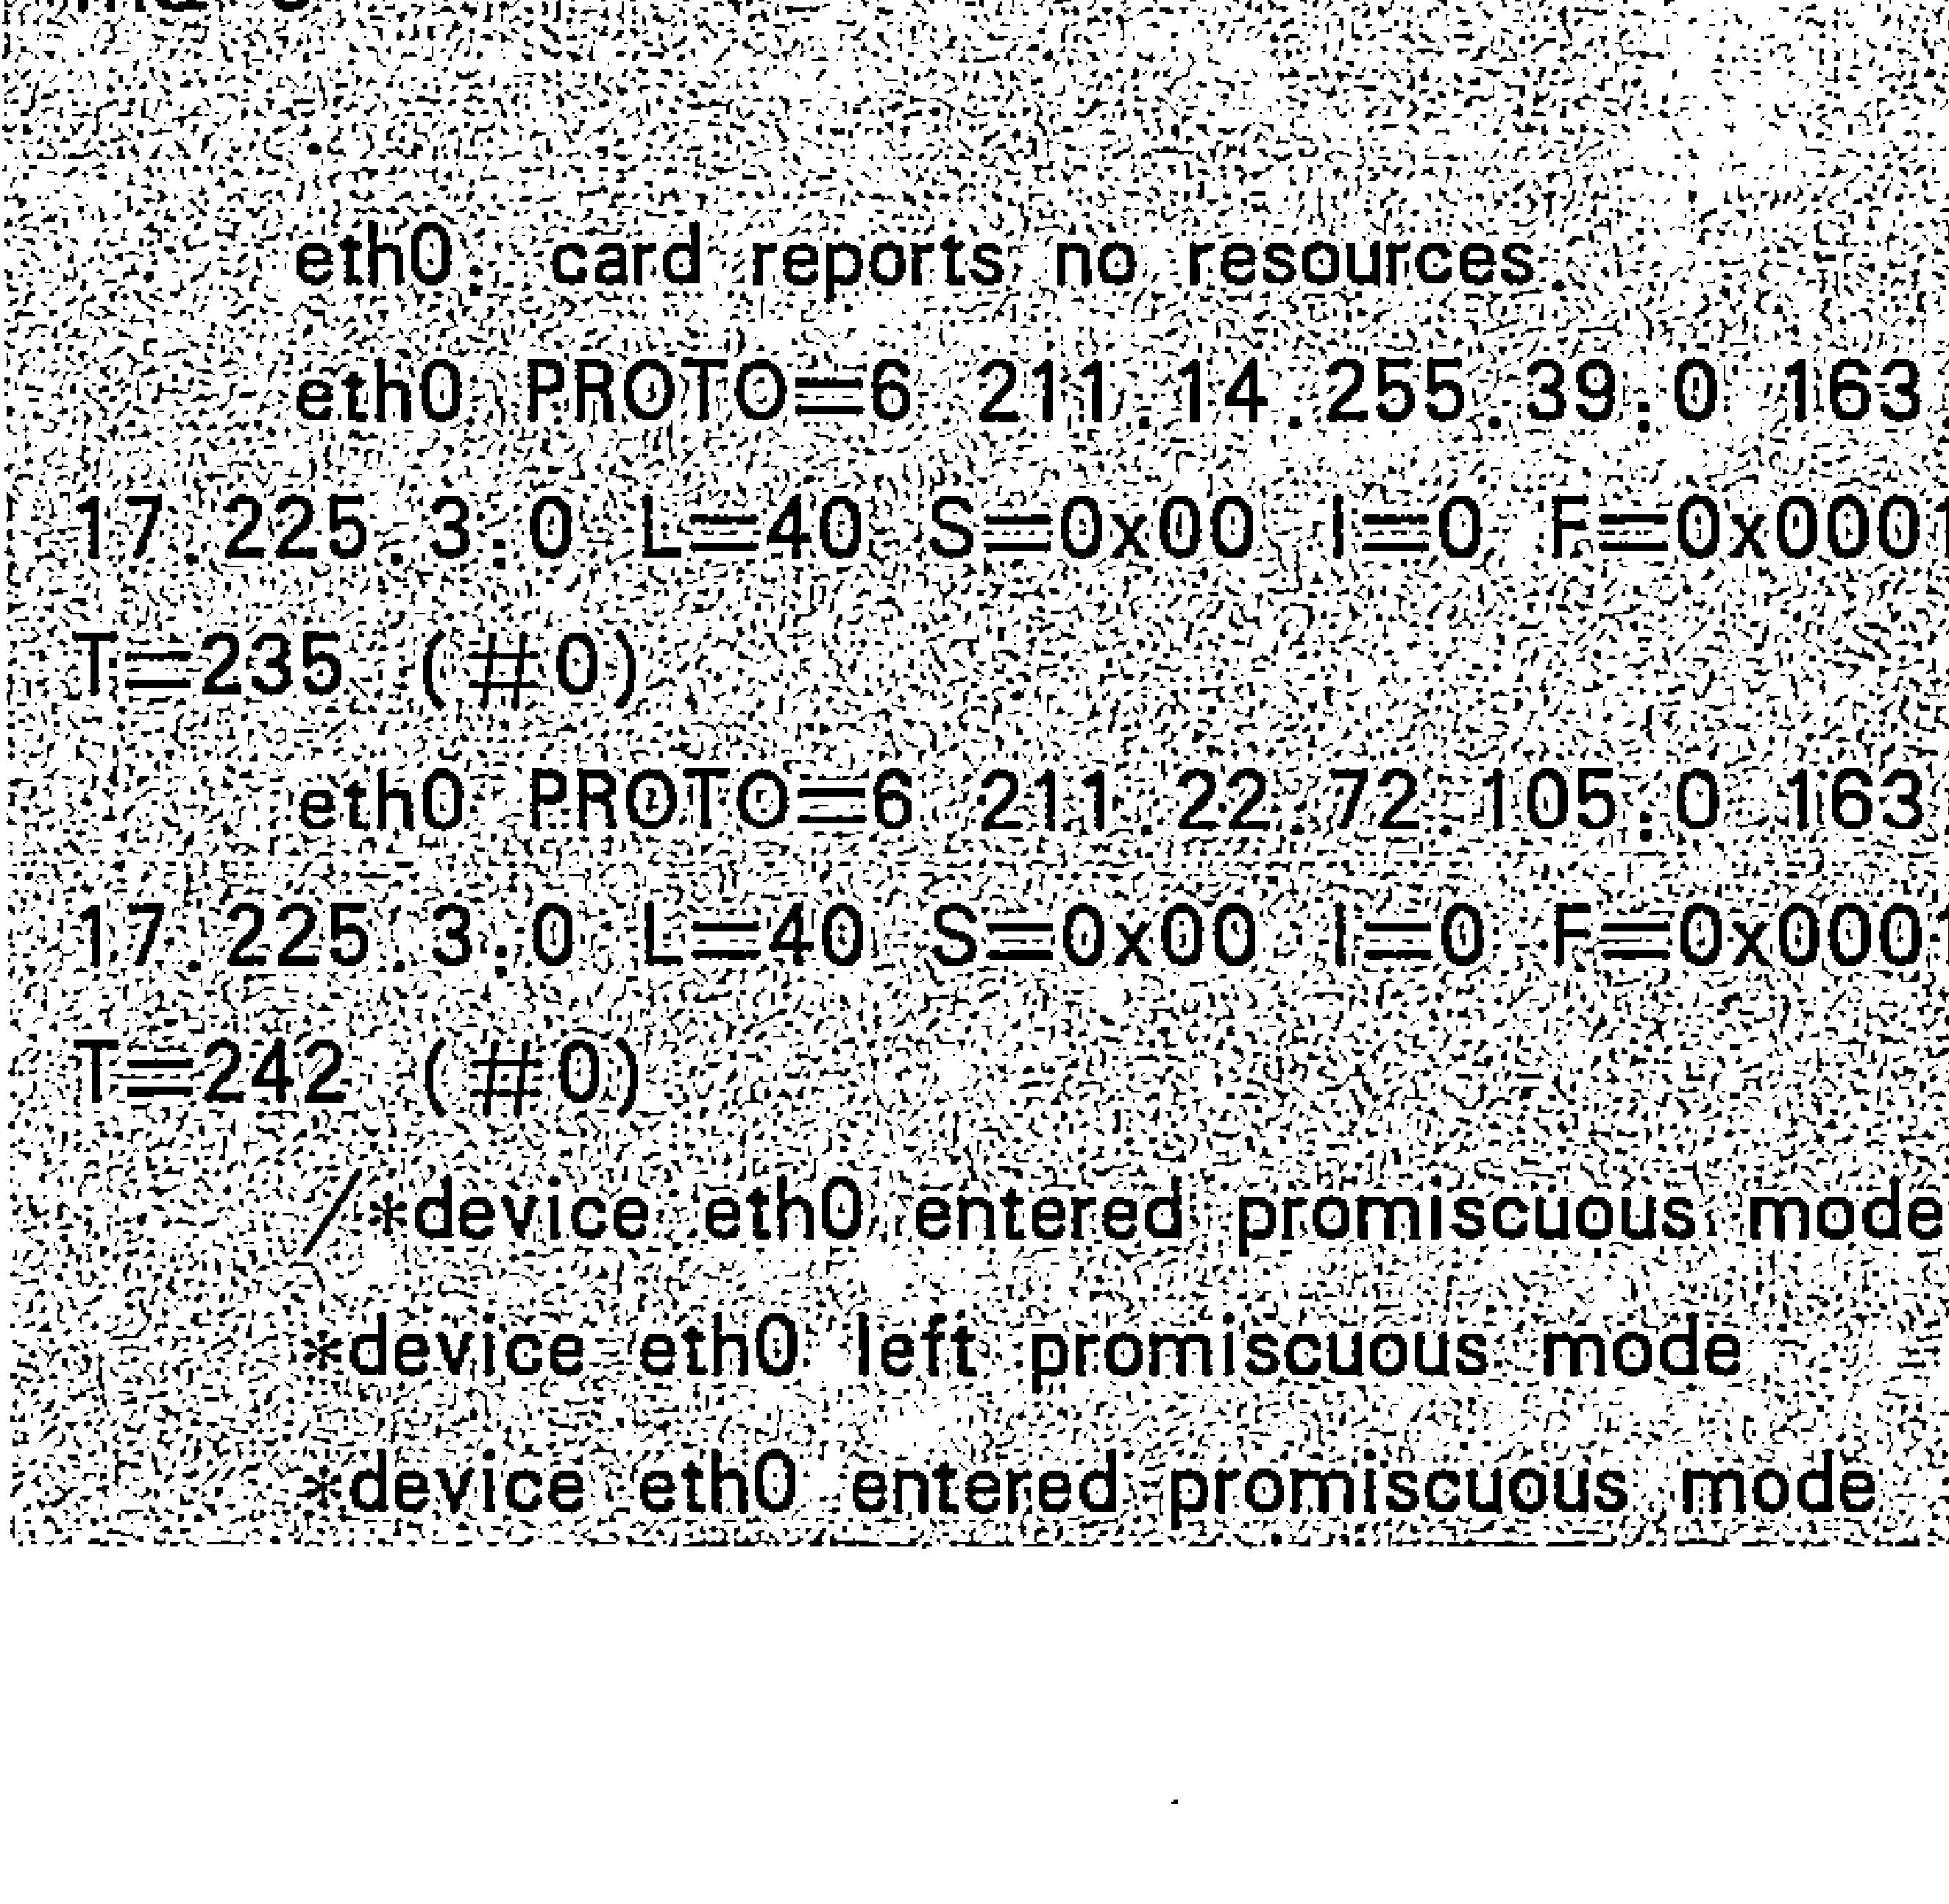 .
eth0: card reports no resources.
eth0 PROTO=6 211.14.255.39:0 163.
17.225.3:0 L=40 S=0x00 I=0 F=0x0001
T=235 (#0)
eth0 PROTO=6 211.22.72.105:0 163
17.225.3:0 L=40 S=0x00 I=0 F=0x0001
T=242 (#0)
/*device eth0 entered promiscuous mode
*device eth0 left promiscuous mode
*device eth0 entered promiscuous mode